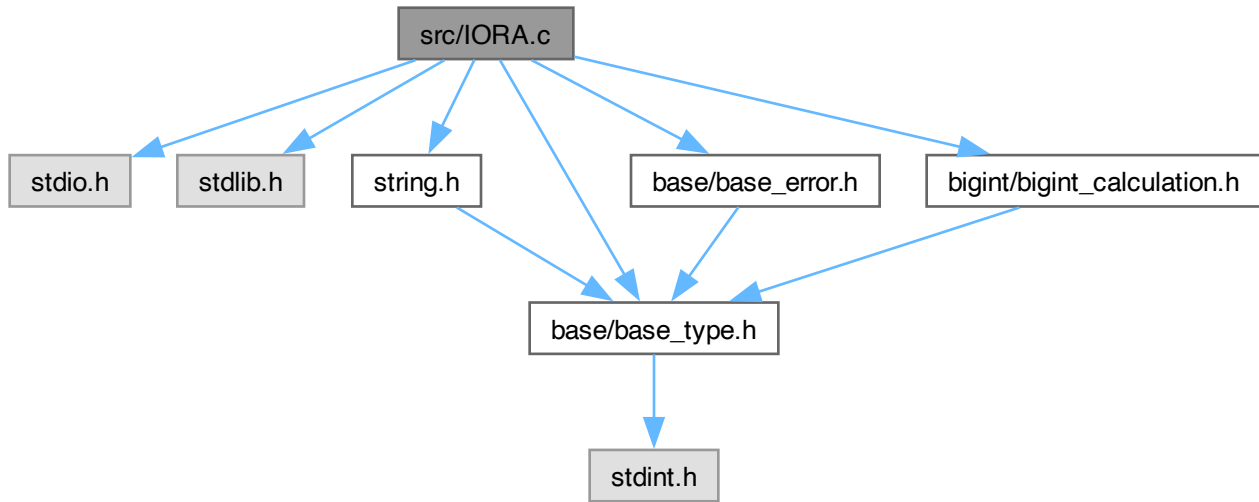 src/IORA.c
stdio.h
stdlib.h
string.h
base/base_error.h
bigint/bigint_calculation.h
base/base_type.h
stdint.h